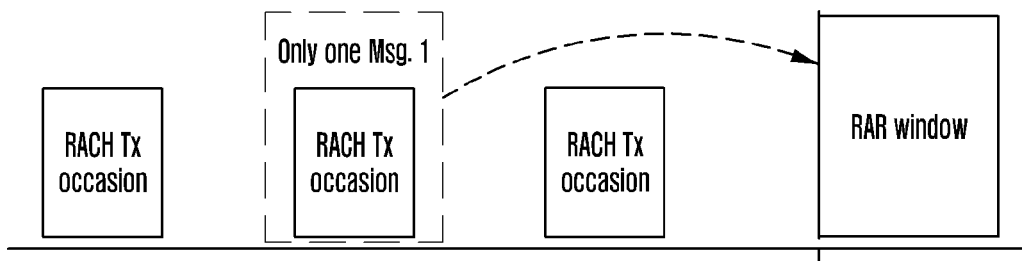 Only one Msg. 1
RACH Tx
occasion
RACH Tx
occasion
RACH Tx
occasion
RAR window